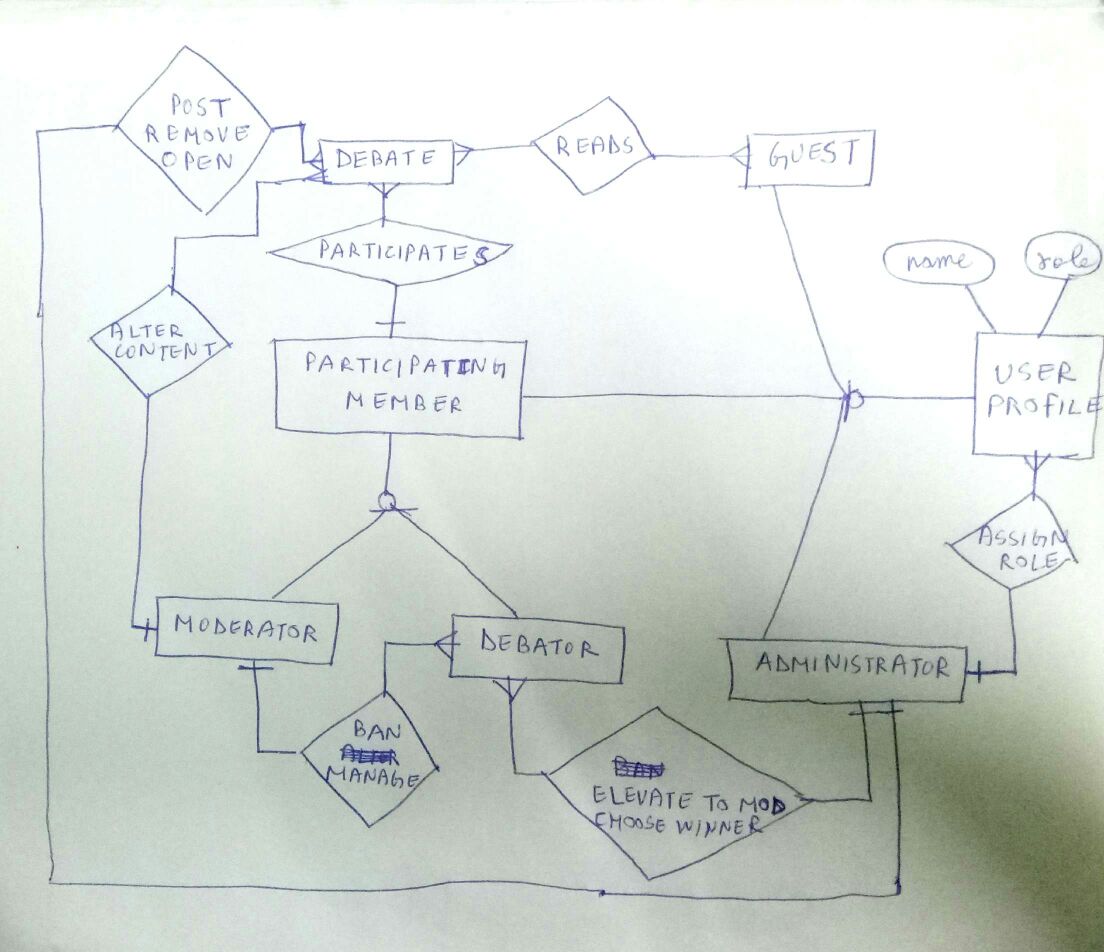 POST
REMOVE
OPEN
DEBATE
READS
GUEST
PARTICIPATES
name
role
ALTER
CONTENT
PARTICIPATING
MEMBER
USER
PROFILE
ASSIGN
ROLE
MODERATOR
DEBATOR
ADMINISTRATOR
BAN
MANAGE
BAN
ELEVATE TO MOD
CHOOSE WINNER